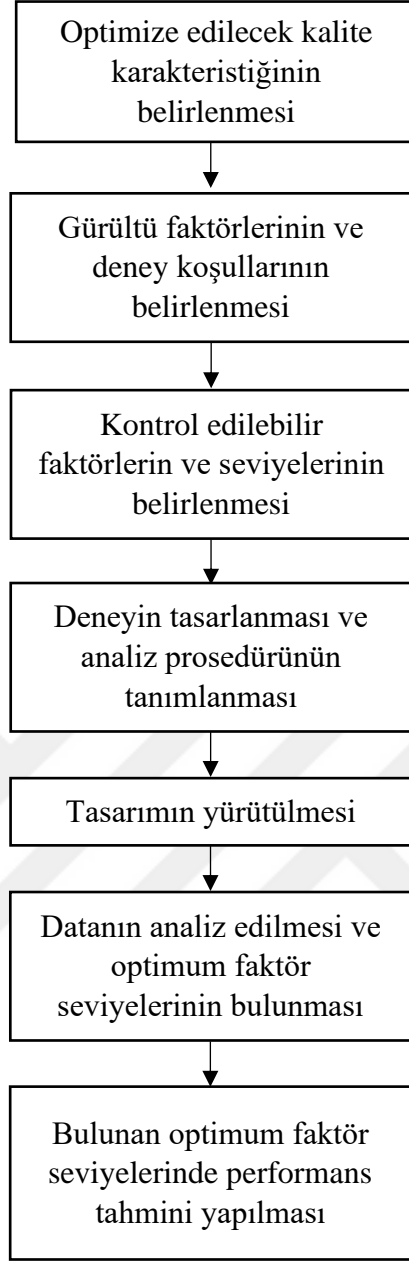 Optimize edilecek kalite
karakteristiğinin
belirlenmesi
Gürültü faktörlerinin ve
deney koşullarının
belirlenmesi
Kontrol edilebilir
faktörlerin ve seviyelerinin
belirlenmesi
Deneyin tasarlanması ve
analiz prosedürünün
tanımlanması
Tasarımın yürütülmesi
Datanın analiz edilmesi ve
optimum faktör
seviyelerinin bulunması
Bulunan optimum faktör
seviyelerinde performans
tahmini yapılması